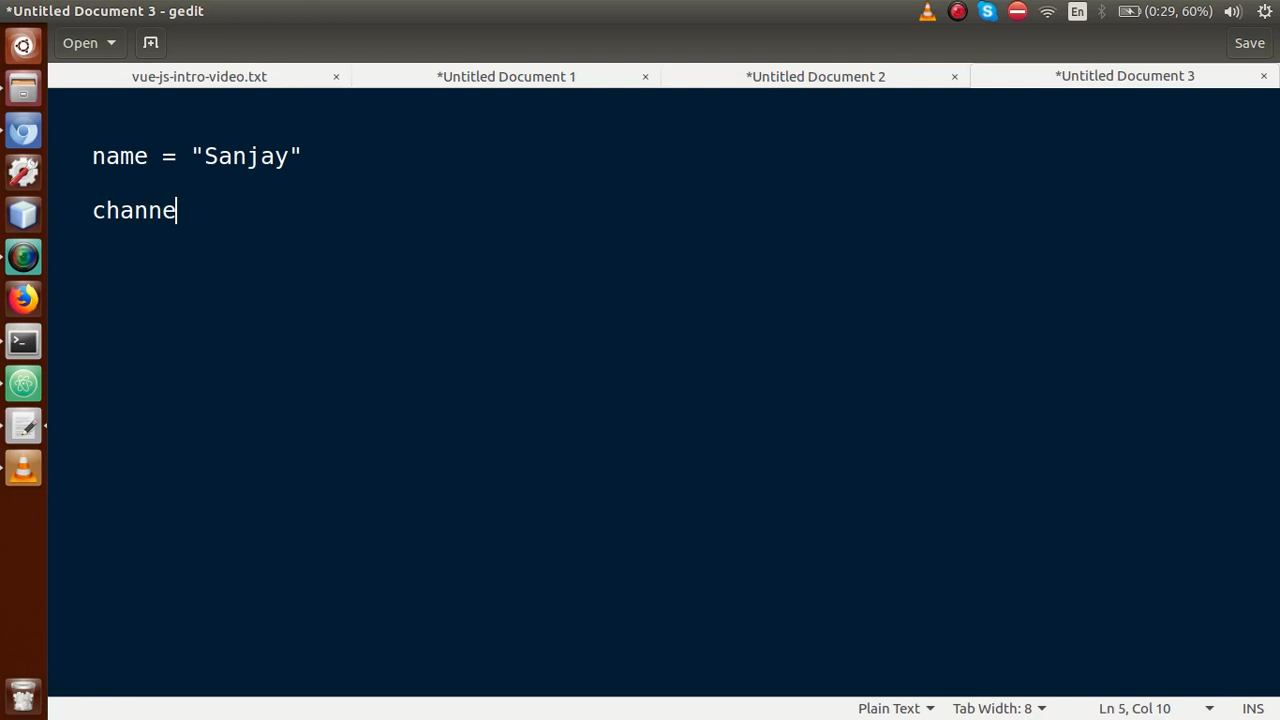 *Untitled Document 3 - gedit
En
(0:29, 60%)
Open
Save
vue-js-intro-video.txt
*Untitled Document 1
*Untitled Document 2
*Untitled Document 3
name = "Sanjay"
channe
Plain Text
Tab Width: 8
Ln 5, Col 10
INS